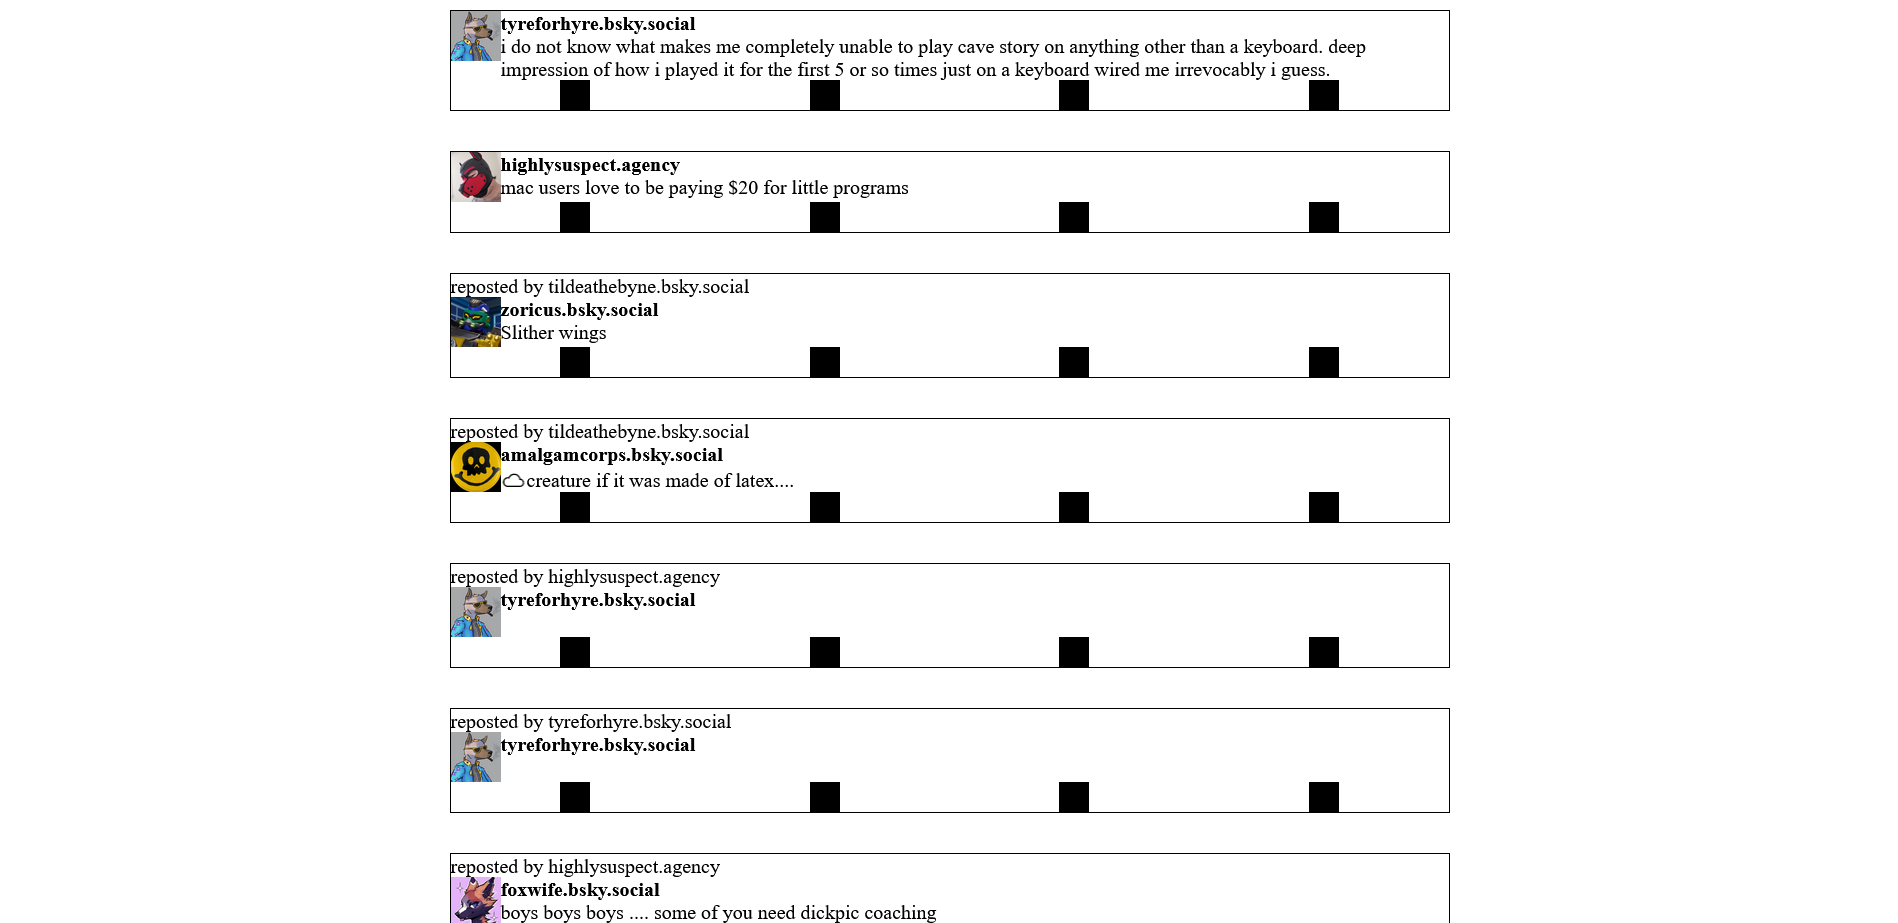 tyreforhyre.bsky.social
i do not know what makes me completely unable to play cave story on anything other than a keyboard. deep
impression of how i played it for the first 5 or so times just on a keyboard wired me irrevocably i guess.
highlysuspect.agency
mac users love to be paying $20 for little programs
reposted by tildeathebyne.bsky.social
zoricus.bsky.social
Slither wings
reposted by tildeathebyne.bsky.social
amalgamcorps.bsky.social
☁creature if it was made of latex....
reposted by highlysuspect.agency
tyreforhyre.bsky.social
reposted by tyreforhyre.bsky.social
tyreforhyre.bsky.social
reposted by highlysuspect.agency
foxwife.bsky.social
boys boys boys .... some of you need dickpic coaching